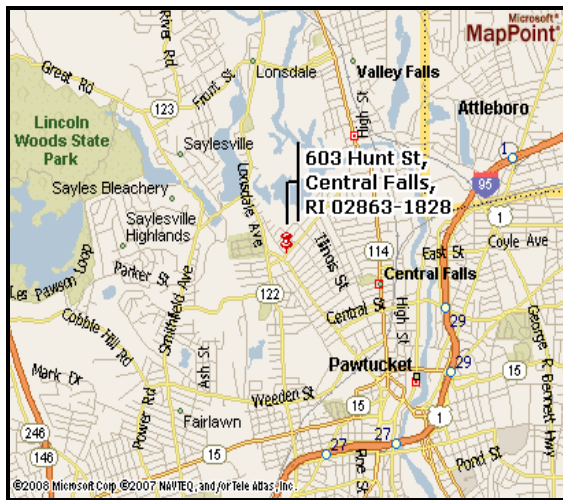 Microsoft®
MapPoint®
River Rd
Great Rd
Front St
Lonsdale
Valley Falls
High St
123
Attleboro
1
Lincoln
Woods State
Park
Saylesville
603 Hunt St,
Central Falls,
RI 02863-1828
95
Sayles Bleachery
Lonsdale Ave
1
Saylesville
Highlands
Illinois St
114
East St
Coyle Ave
Les Pawson Loop
Parker St
Smithfield Ave
122
Central Falls
Cobble Hill Rd
Central St
High St
29
George R Bennett Hwy
Ash St
Mark Dr
Pawtucket
29
Weeden St
15
15
Power Rd
Fairlawn
1
15
246
146
27
27
Pine St
15
Pond St
©2008 Microsoft Corp ©2007 NAVTEQ, and/or Tele Atlas, Inc.